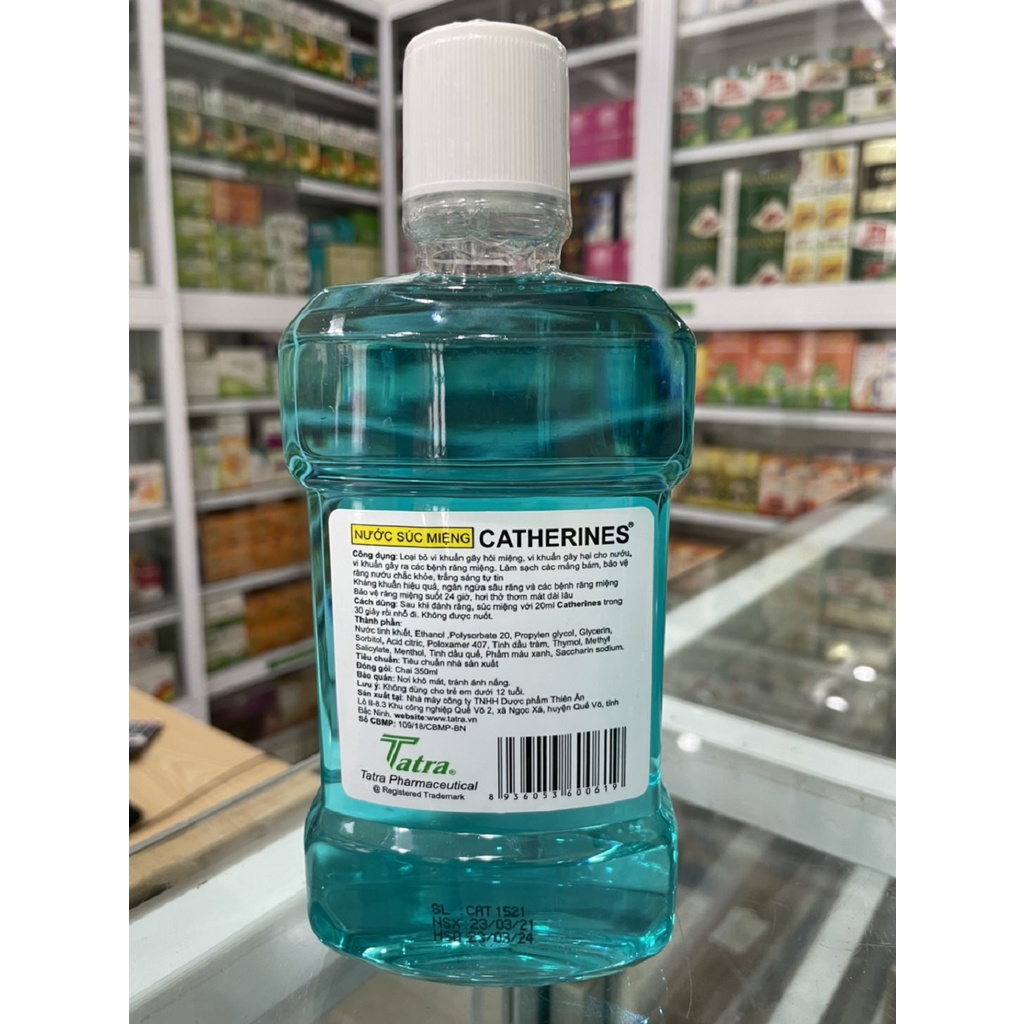 NƯỚC SÚC MIỆNG CATHERINES®
Công dụng: Loại bỏ vi khuẩn gây hôi miệng, vi khuẩn gây hại cho nướu,
vi khuẩn gây ra các bệnh răng miệng. Làm sạch các mảng bám, bảo vệ
răng nướu chắc khỏe, trắng sáng tự tin
Kháng khuẩn hiệu quả, ngăn ngừa sâu răng và các bệnh răng miệng
Bảo vệ răng miệng suốt 24 giờ, hơi thở thơm mát dài lâu
Cách dùng: Sau khi đánh răng, súc miệng với 20ml Catherines trong
30 giây rồi nhổ đi. Không được nuốt.
Thành phần:
Nước tinh khiết, Ethanol ,Polysorbate 20, Propylen glycol, Glycerin,
Sorbitol, Acid citric, Poloxamer 407, Tinh dầu tràm, Thymol, Methyl
Salicylate, Menthol, Tinh dầu quế, Phẩm màu xanh, Saccharin sodium.
Tiêu chuẩn: Tiêu chuẩn nhà sản xuất
Đóng gói: Chai 350ml
Bảo quản: Nơi khô mát, tránh ánh nắng.
Lưu ý: Không dùng cho trẻ em dưới 12 tuổi.
Sản xuất tại: Nhà máy công ty TNHH Dược phẩm Thiên Ân
Lô II-8.3 Khu công nghiệp Quế Võ 2, xã Ngọc Xá, huyện Quế Võ, tỉnh
Bắc Ninh. website:www.tatra.vn
Số CBMP: 109/18/CBMP-BN
Tatra®
Tatra Pharmaceutical
@ Registered Trademark
8936053600619
SL CAT 1521
NSX 23/03/21
HSD 23/03/24